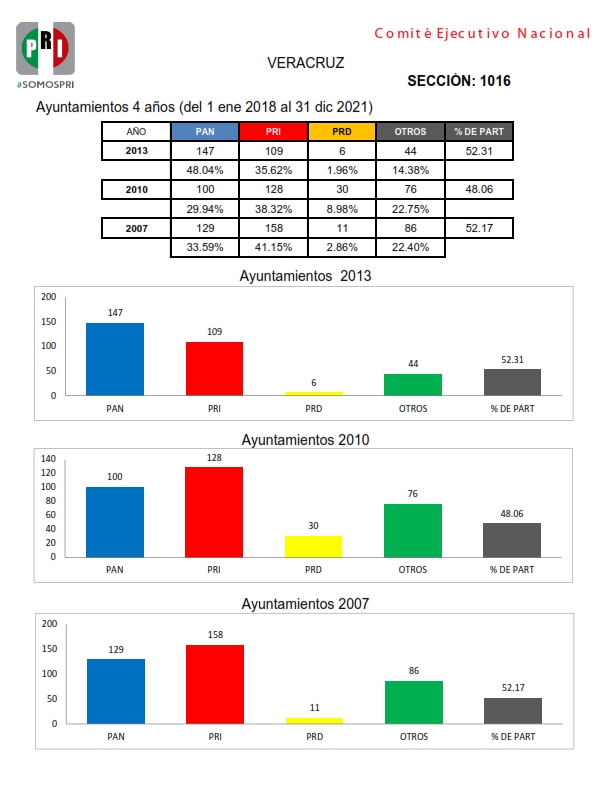 Comité Ejecutivo Nacional
PRI
#SOMOSPRI
VERACRUZ
SECCIÓN: 1016
Ayuntamientos 4 años (del 1 ene 2018 al 31 dic 2021)
AÑO PAN PRI PRD OTROS % DE PART
2013 147 109 6 44 52.31
48.04% 35.62% 1.96% 14.38%
2010 100 128 30 76 48.06
29.94% 38.32% 8.98% 22.75%
2007 129 158 11 86 52.17
33.59% 41.15% 2.86% 22.40%
Ayuntamientos 2013
200
150
100
50
0
147
109
6
44
52.31
PAN PRI PRD OTROS % DE PART
Ayuntamientos 2010
140
120
100
80
60
40
20
0
100
128
30
76
48.06
PAN PRI PRD OTROS % DE PART
Ayuntamientos 2007
200
150
100
50
0
129
158
11
86
52.17
PAN PRI PRD OTROS % DE PART